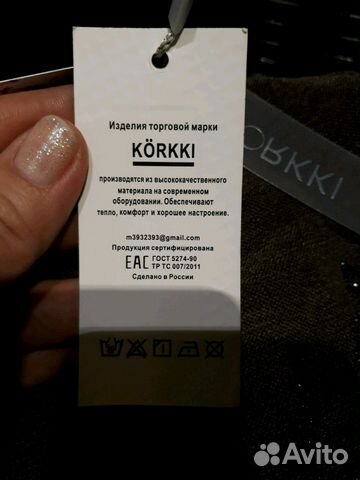 Изделия торговой марки
KÖRKKI
производятся из высококачественного
материала на современном
оборудовании. Обеспечивают
тепло, комфорт и хорошее настроение.
m3932393@gmail.com
Продукция сертифицирована
EAC ГОСТ 5274-90
ТР ТС 007/2011
Сделано в России
KÖRKKI
Avito